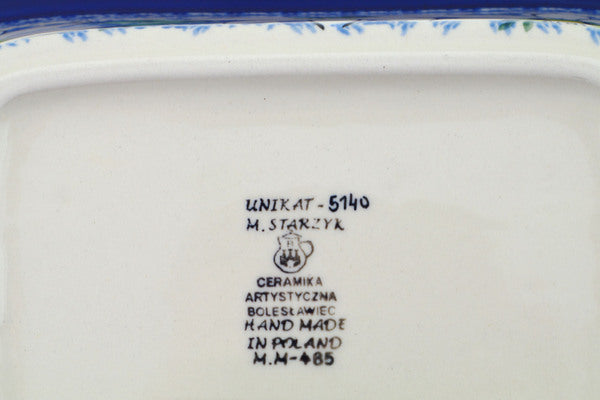 UNIKAT - 5140
M. STARZYK
B
CERAMIKA
ARTYSTYCZNA
BOLESŁAWIEC
HAND MADE
IN POLAND
M.M-485